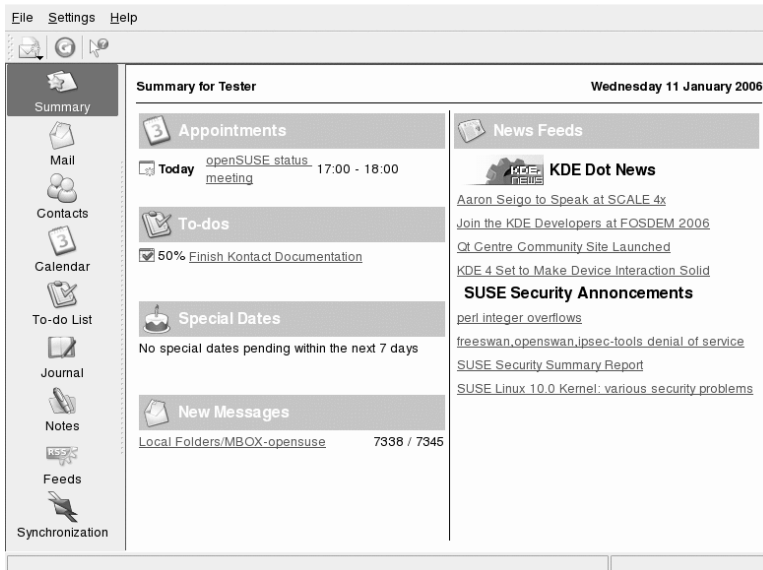 File Settings Help
Summary
Mail
Contacts
3
Calendar
To-do List
Journal
Notes
RSS
Feeds
Synchronization
Summary for Tester
Wednesday 11 January 2006
3 Appointments
Today openSUSE status meeting 17:00 - 18:00
To-dos
50% Finish Kontact Documentation
Special Dates
No special dates pending within the next 7 days
New Messages
Local Folders/MBOX-opensuse 7338 / 7345
News Feeds
KDE NEWS KDE Dot News
Aaron Seigo to Speak at SCALE 4x
Join the KDE Developers at FOSDEM 2006
Qt Centre Community Site Launched
KDE 4 Set to Make Device Interaction Solid
SUSE Security Annoncements
perl integer overflows
freeswan,openswan,ipsec-tools denial of service
SUSE Security Summary Report
SUSE Linux 10.0 Kernel: various security problems